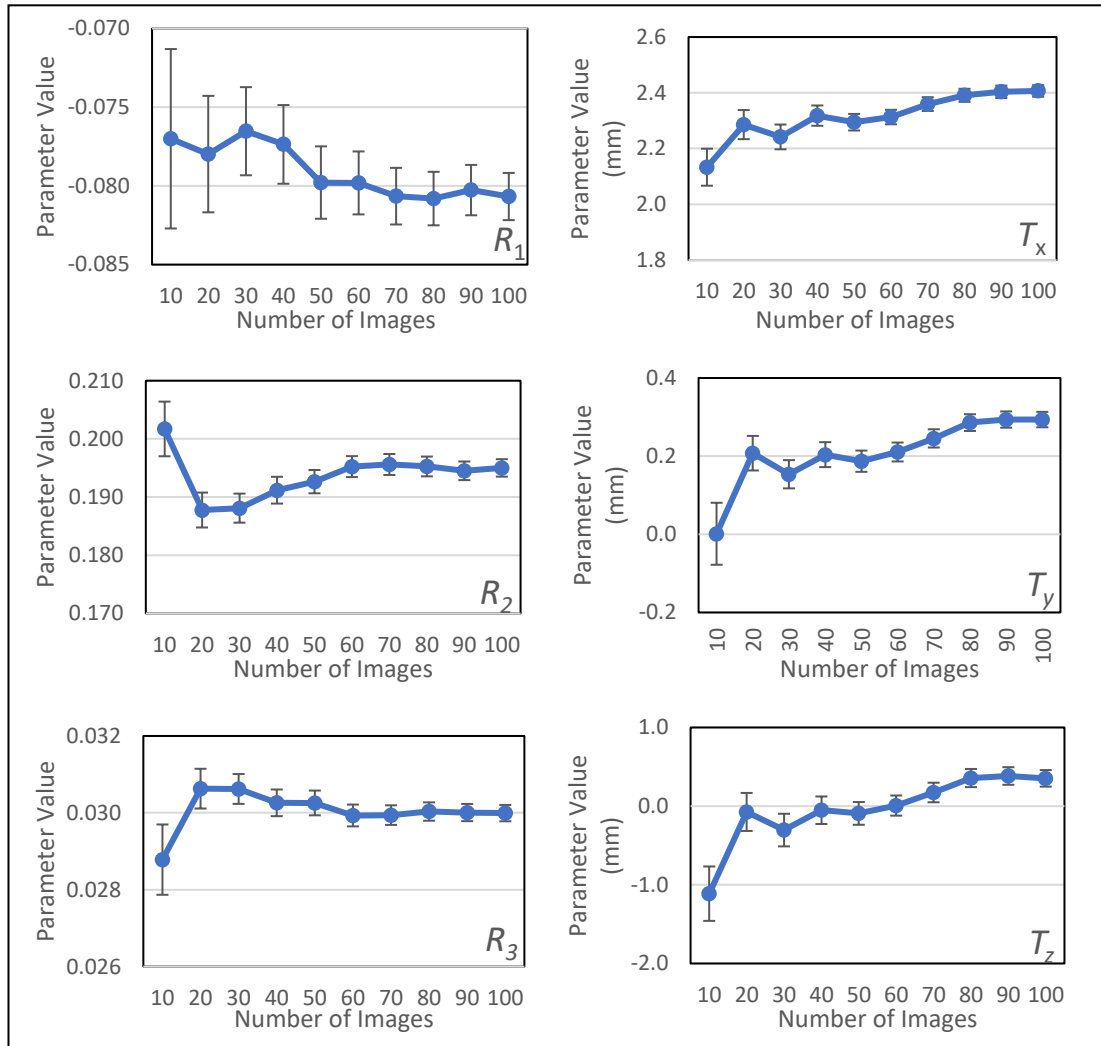 -0.070
-0.075
-0.080
-0.085
Parameter Value
10 20 30 40 50 60 70 80 90 100
Number of Images
R1
2.6
2.4
2.2
2.0
1.8
Parameter Value
(mm)
10 20 30 40 50 60 70 80 90 100
Number of Images
Tx
0.210
0.200
0.190
0.180
0.170
Parameter Value
10 20 30 40 50 60 70 80 90 100
Number of Images
R2
0.4
0.2
0.0
-0.2
Parameter Value
(mm)
10 20 30 40 50 60 70 80 90 100
Number of Images
Ty
0.032
0.030
0.028
0.026
Parameter Value
10 20 30 40 50 60 70 80 90 100
Number of Images
R3
1.0
0.0
-1.0
-2.0
Parameter Value
(mm)
10 20 30 40 50 60 70 80 90 100
Number of Images
Tz